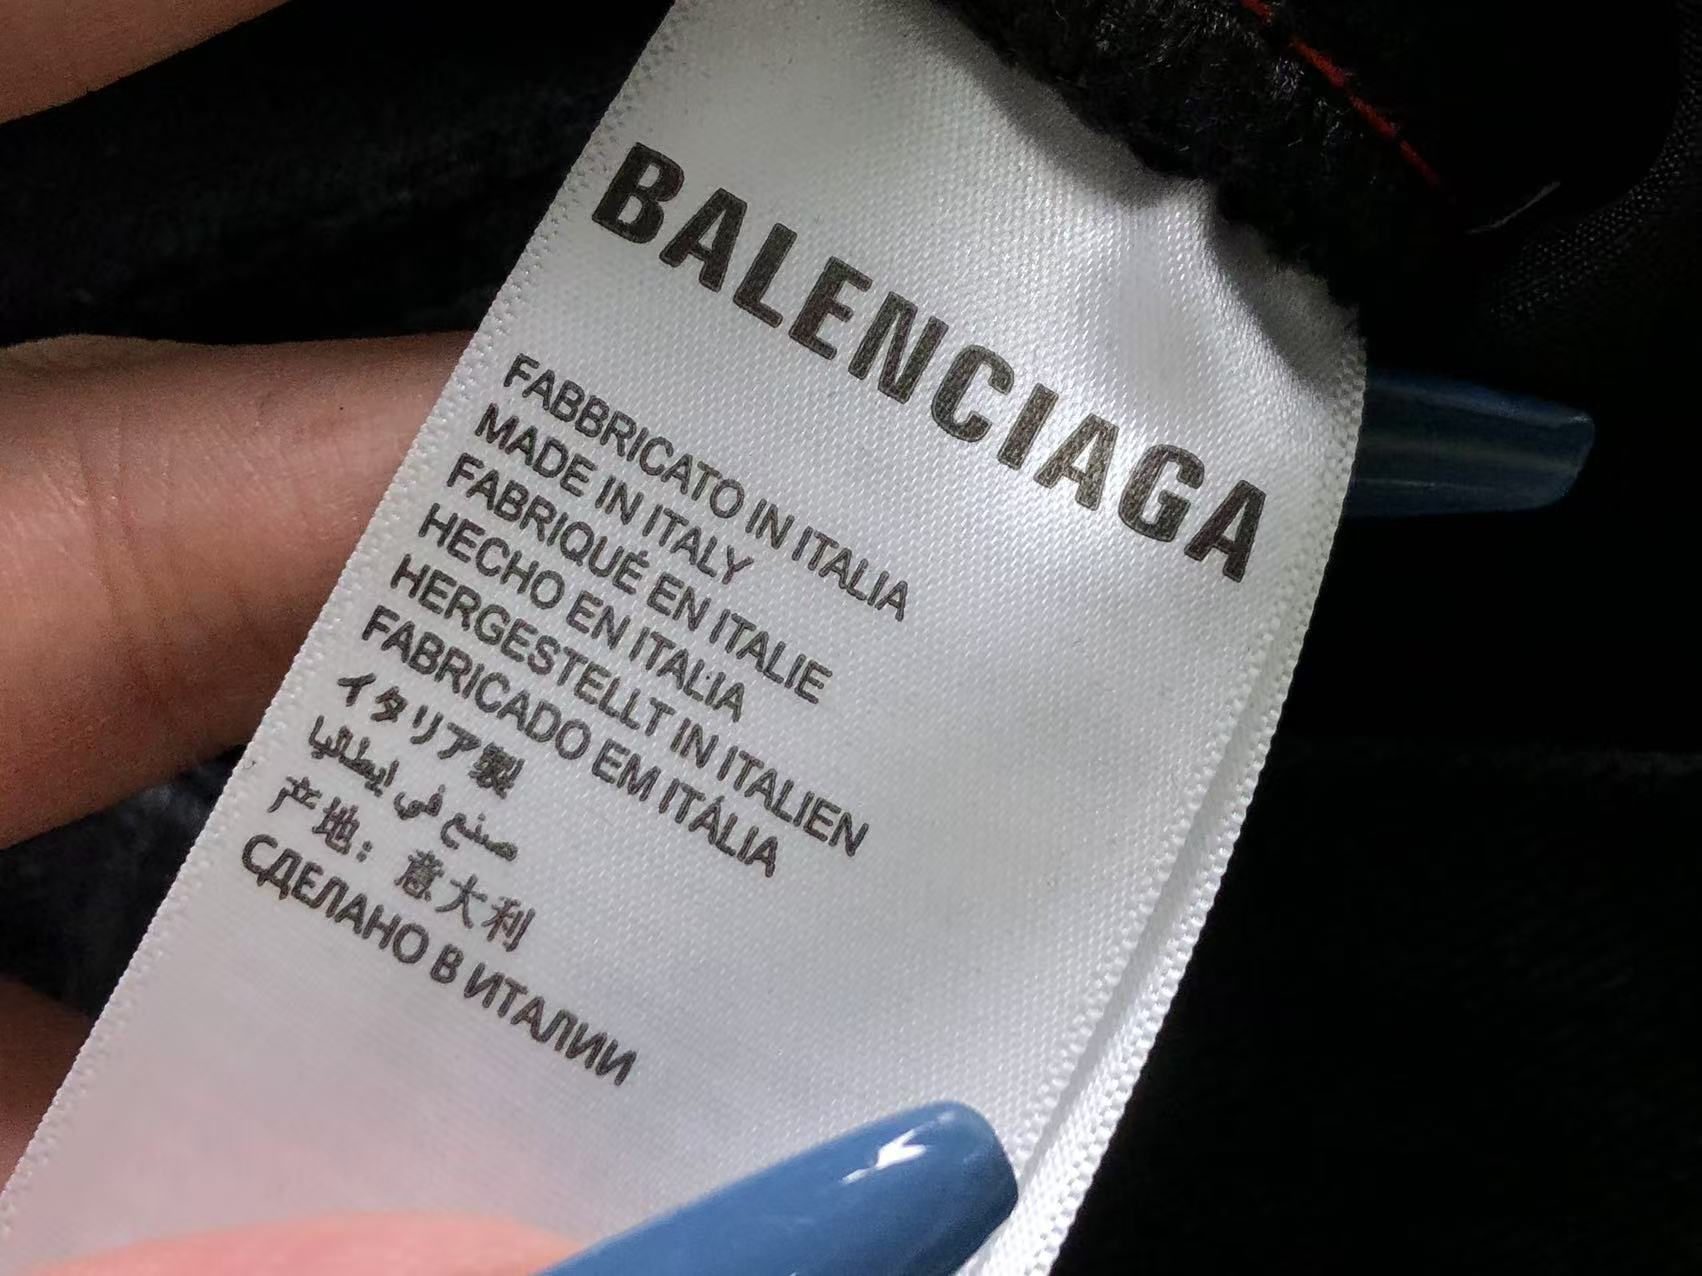 BALENCIAGA
FABBRICATO IN ITALIA
MADE IN ITALY
FABRIQUÉ EN ITALIE
HECHO EN ITALIA
HERGESTELLT IN ITALIEN
FABRICADO EM ITÁLIA
イタリア製
صنع في إيطاليا
产地：意大利
СДЕЛАНО В ИТАЛИИ